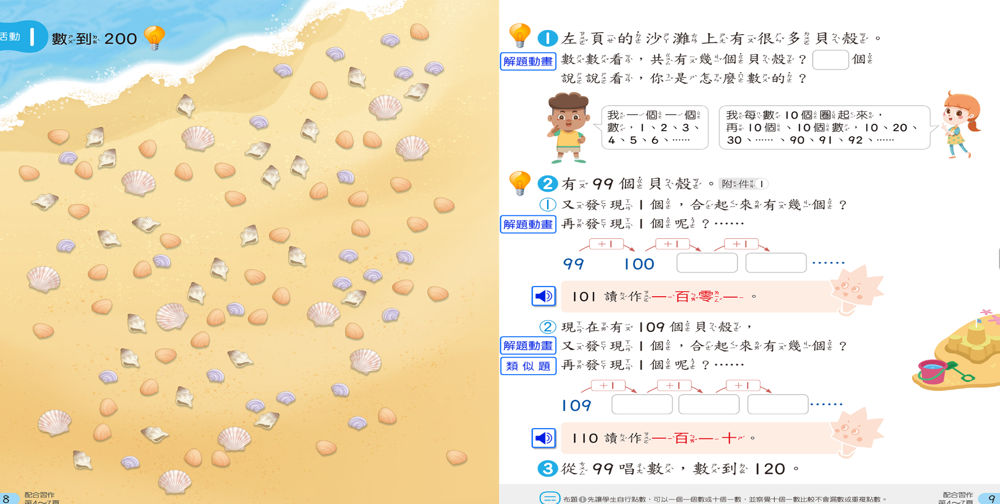 活動 1 數到 200
8
配合習作
第4～7頁
1 左頁的沙灘上有很多貝殼。
解題動畫
數數看，共有幾個貝殼？ 個
說說看，你是怎麼數的？
我一個一個
數，1、2、3、
4、5、6、……
我每數10個圈起來，
再10個、10個數，10、20、
30、……、90、91、92、……
2 有 99 個貝殼。 附件 1
① 又發現 1 個，合起來有幾個？
解題動畫
再發現 1 個呢？……
+1 +1 +1
99 100 ……
101 讀作一百零一。
② 現在有 109 個貝殼，
解題動畫
又發現 1 個，合起來有幾個？
類似題
再發現 1 個呢？……
+1 +1 +1
109 ……
110 讀作一百一十。
3 從 99 唱數，數到 120。
布題❶先讓學生自行點數，可以一個一個數或十個一數，並察覺十個一數比較不會漏數或重複點數。
配合習作
第4～7頁
9